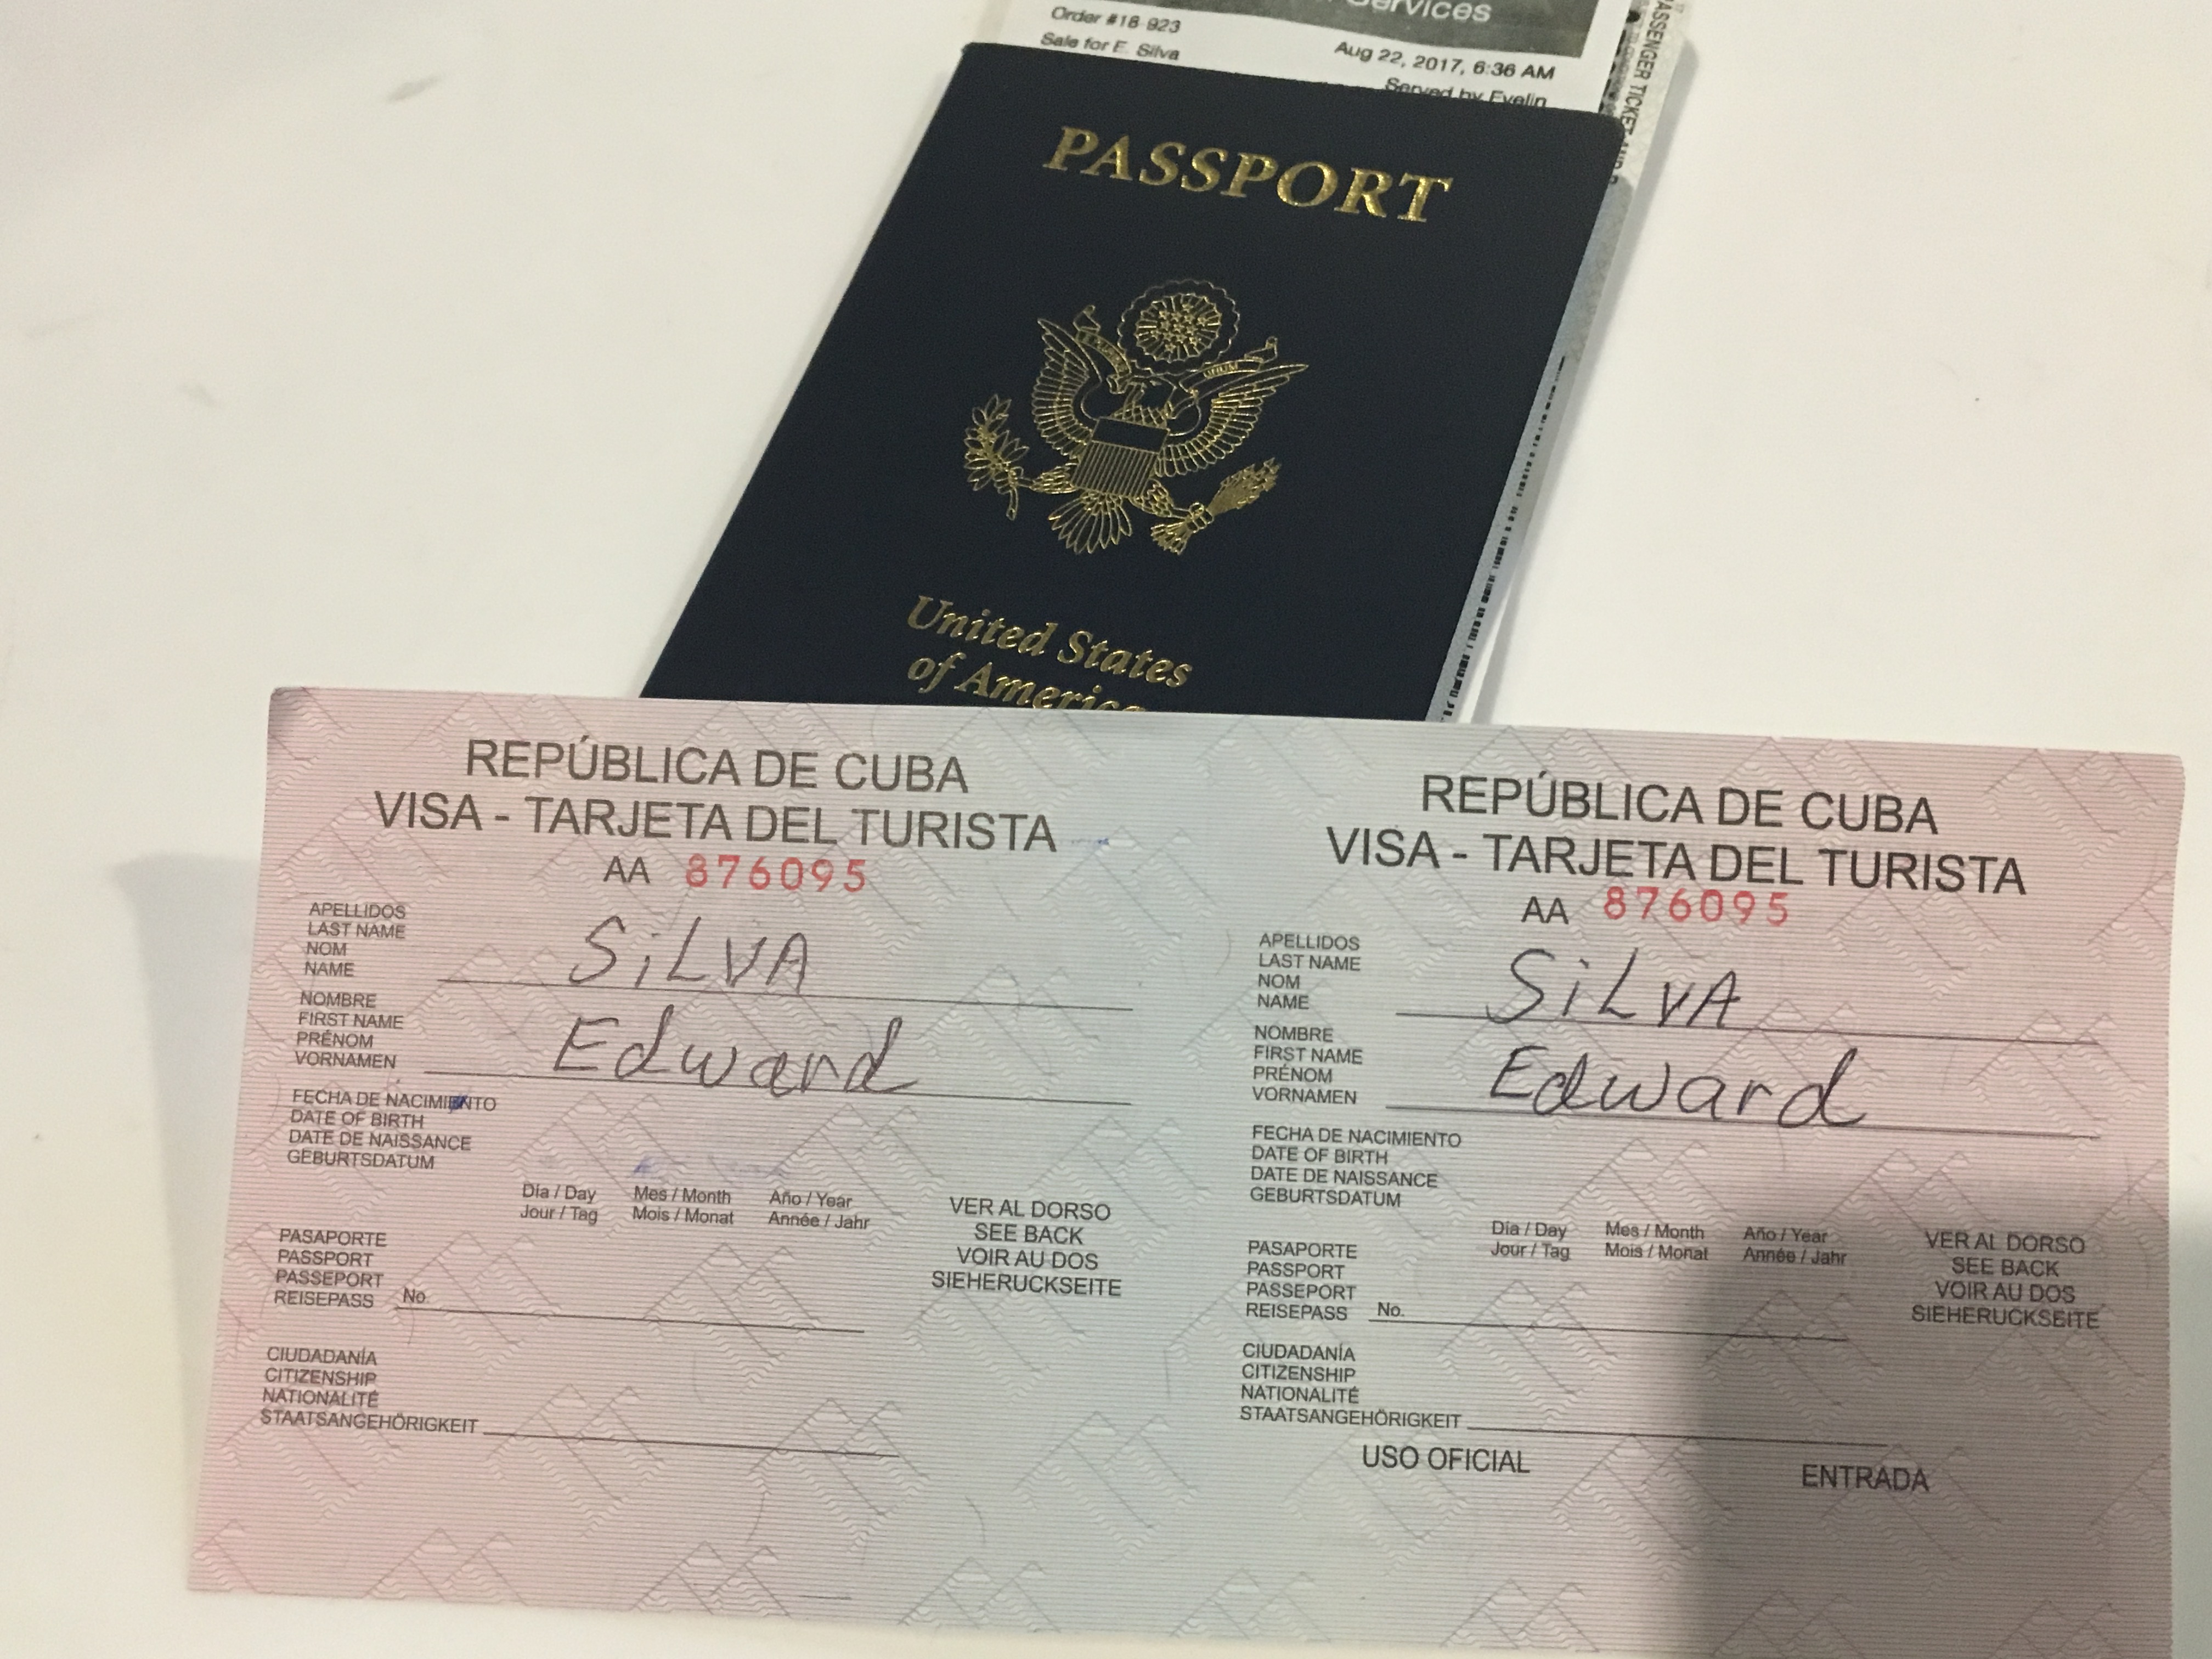 Services
Order #18-923
Sale for E. Silva
Aug 22, 2017, 6:36 AM
Served by Evelin
PASSENGER TICKET AND B
PASSPORT
United States
of America
REPÚBLICA DE CUBA
VISA - TARJETA DEL TURISTA
AA 876095
APELLIDOS
LAST NAME
NOM
NAME
SiLVA
NOMBRE
FIRST NAME
PRÉNOM
VORNAMEN
Edward
FECHA DE NACIMIENTO
DATE OF BIRTH
DATE DE NAISSANCE
GEBURTSDATUM
Día / Day Mes / Month Año / Year
Jour / Tag Mois / Monat Année / Jahr
VER AL DORSO
SEE BACK
VOIR AU DOS
SIEHERUCKSEITE
PASAPORTE
PASSPORT
PASSEPORT
REISEPASS No.
CIUDADANÍA
CITIZENSHIP
NATIONALITÉ
STAATSANGEHÖRIGKEIT
REPÚBLICA DE CUBA
VISA - TARJETA DEL TURISTA
AA 876095
APELLIDOS
LAST NAME
NOM
NAME
SiLVA
NOMBRE
FIRST NAME
PRÉNOM
VORNAMEN
Edward
FECHA DE NACIMIENTO
DATE OF BIRTH
DATE DE NAISSANCE
GEBURTSDATUM
Día / Day Mes / Month Año / Year
Jour / Tag Mois / Monat Année / Jahr
VER AL DORSO
SEE BACK
VOIR AU DOS
SIEHERUCKSEITE
PASAPORTE
PASSPORT
PASSEPORT
REISEPASS No.
CIUDADANÍA
CITIZENSHIP
NATIONALITÉ
STAATSANGEHÖRIGKEIT
USO OFICIAL
ENTRADA